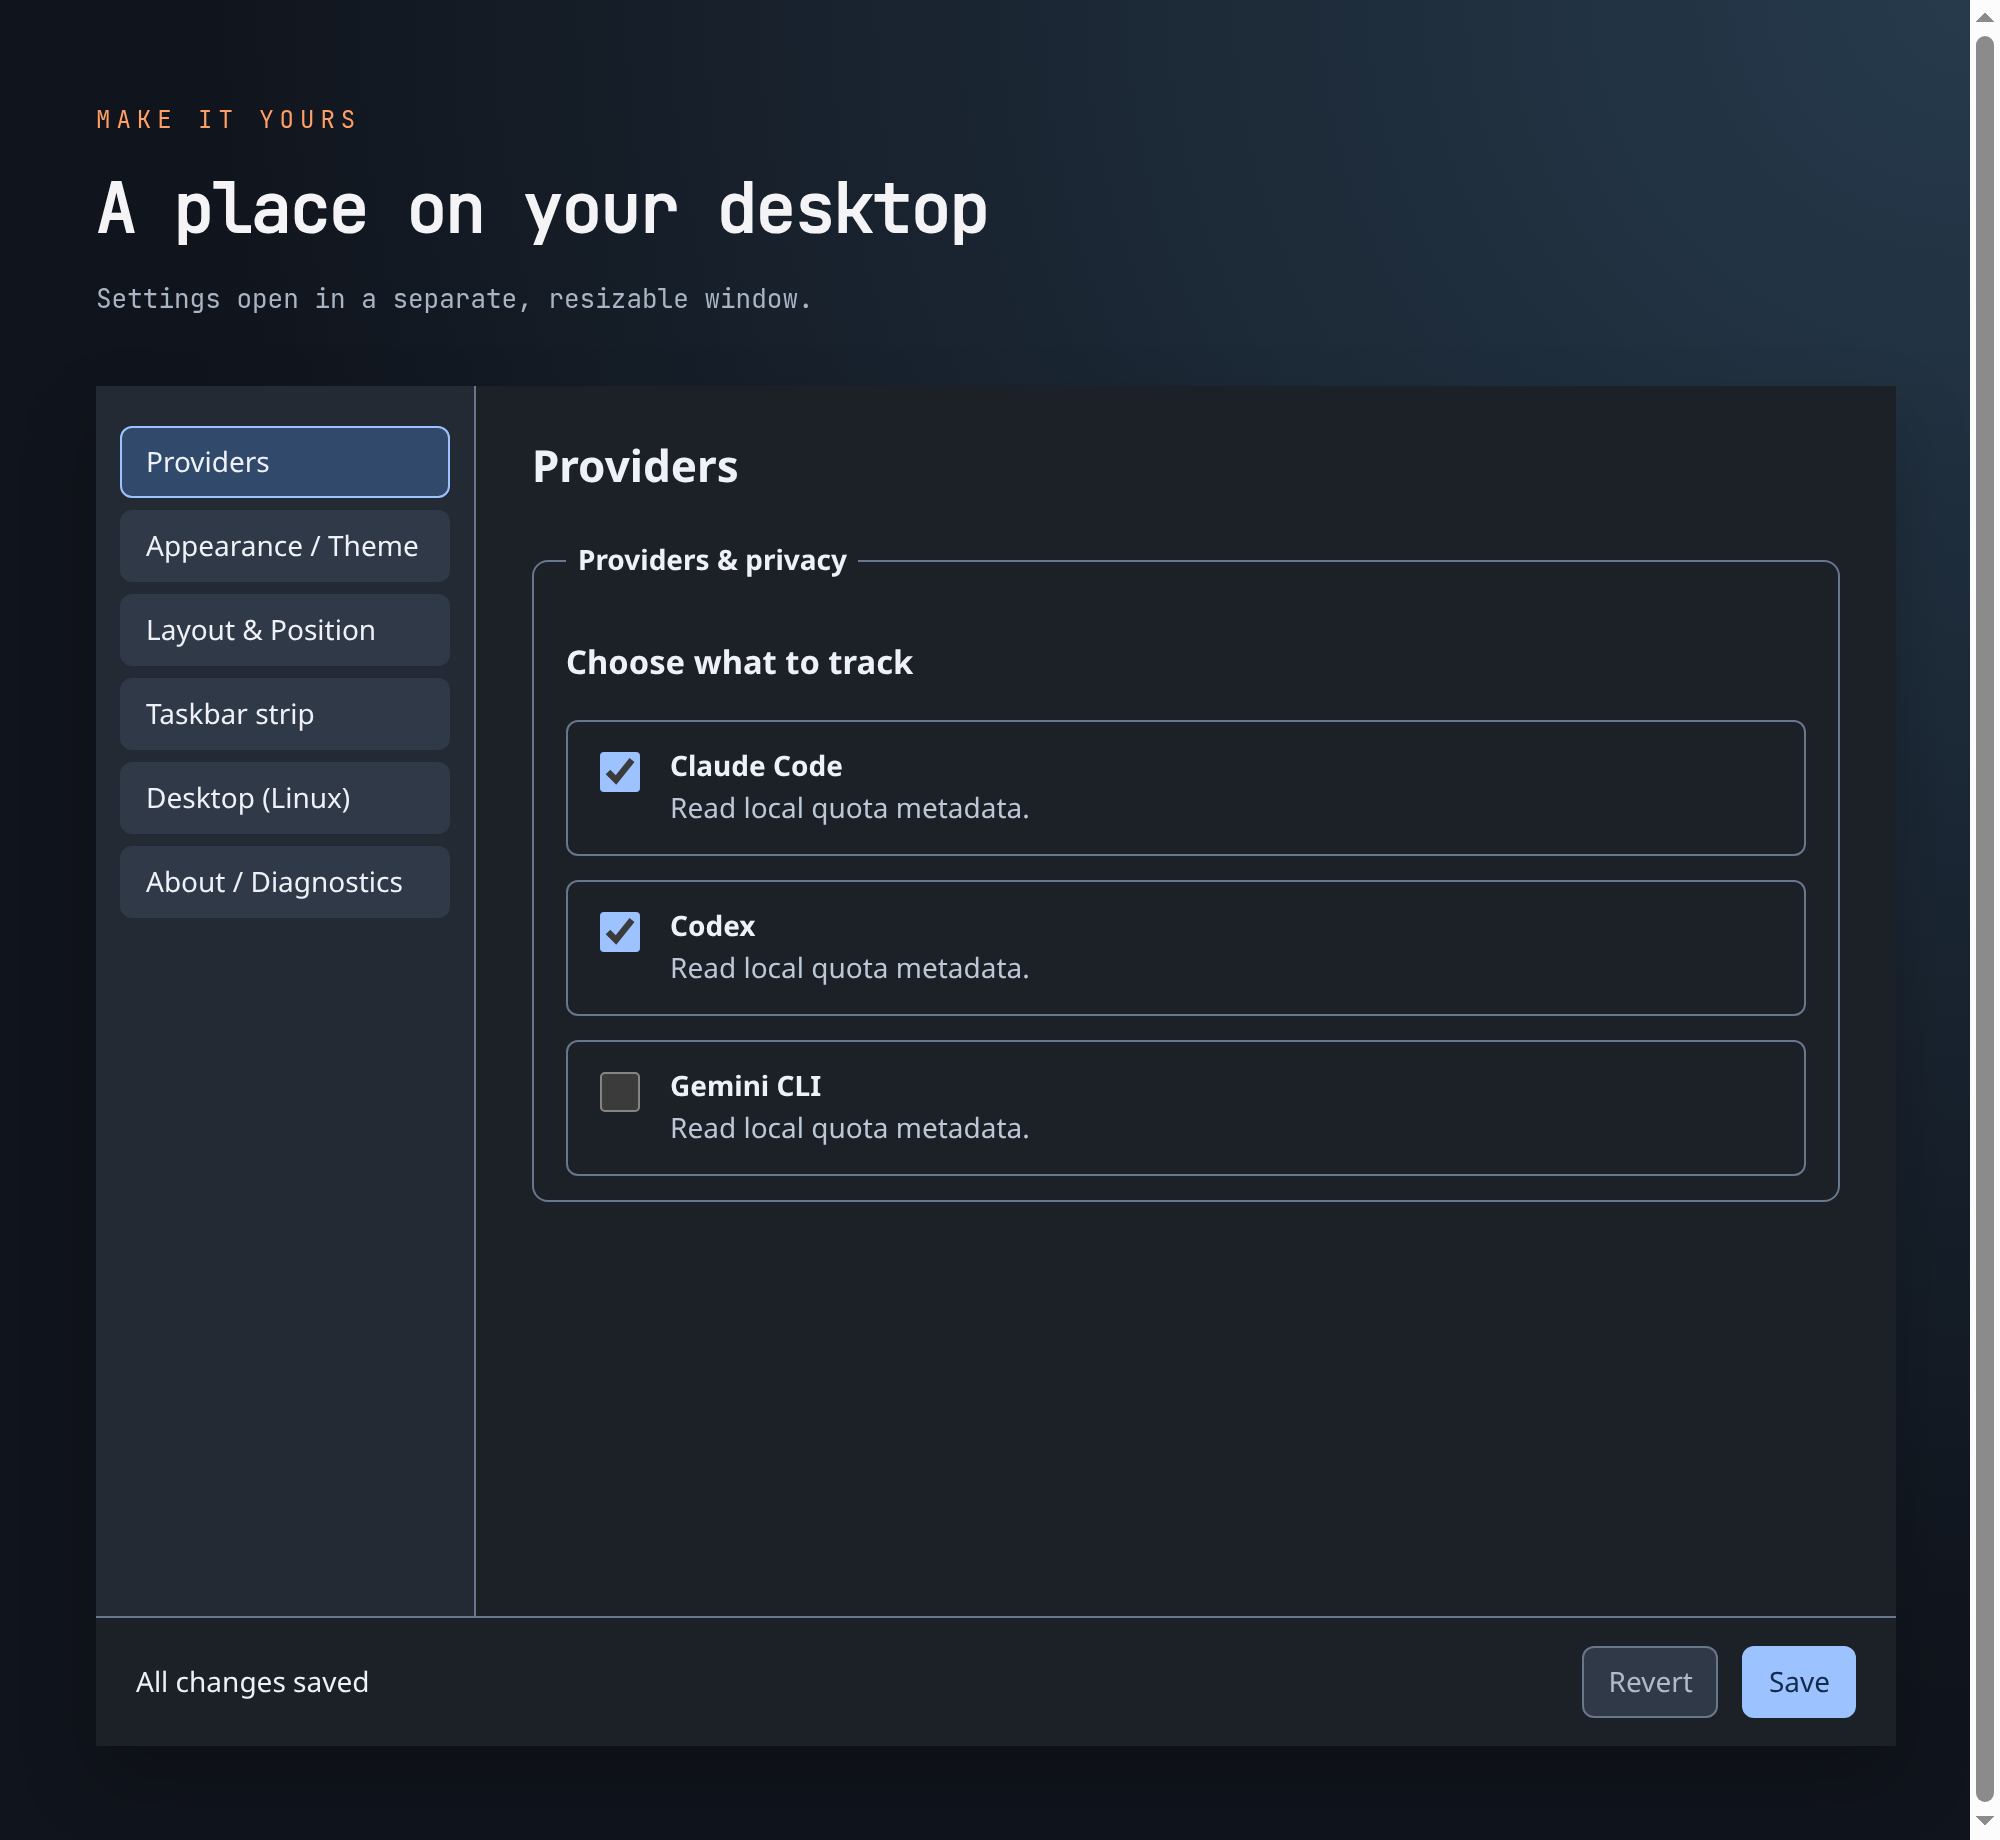 MAKE IT YOURS
A place on your desktop
Settings open in a separate, resizable window.
Providers
Appearance / Theme
Layout & Position
Taskbar strip
Desktop (Linux)
About / Diagnostics
Providers
Providers & privacy
Choose what to track
Claude Code
Read local quota metadata.
Codex
Read local quota metadata.
Gemini CLI
Read local quota metadata.
All changes saved
Revert
Save